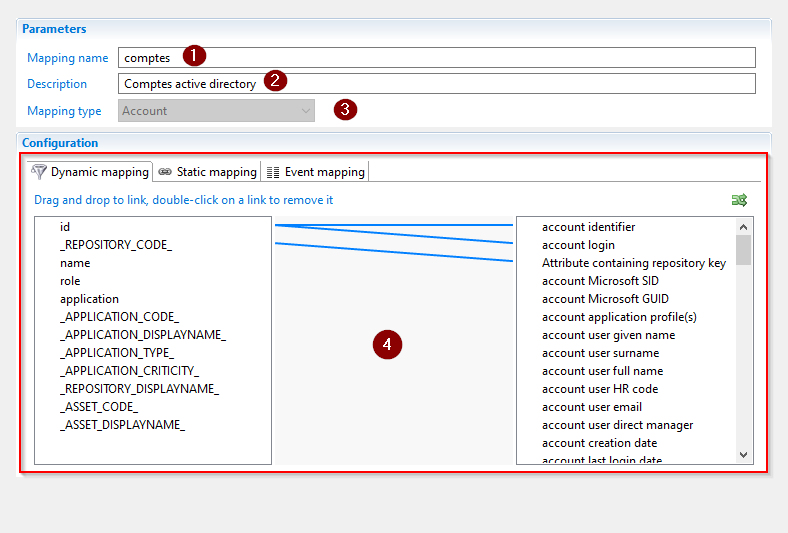 Parameters
Mapping name comptes 1
Description Comptes active directory 2
Mapping type Account 3
Configuration
Dynamic mapping Static mapping Event mapping
Drag and drop to link, double-click on a link to remove it
id
_REPOSITORY_CODE_
name
role
application
_APPLICATION_CODE_
_APPLICATION_DISPLAYNAME_
_APPLICATION_TYPE_
_APPLICATION_CRITICITY_
_REPOSITORY_DISPLAYNAME_
_ASSET_CODE_
_ASSET_DISPLAYNAME_
4
account identifier
account login
Attribute containing repository key
account Microsoft SID
account Microsoft GUID
account application profile(s)
account user given name
account user surname
account user full name
account user HR code
account user email
account user direct manager
account creation date
account last login date